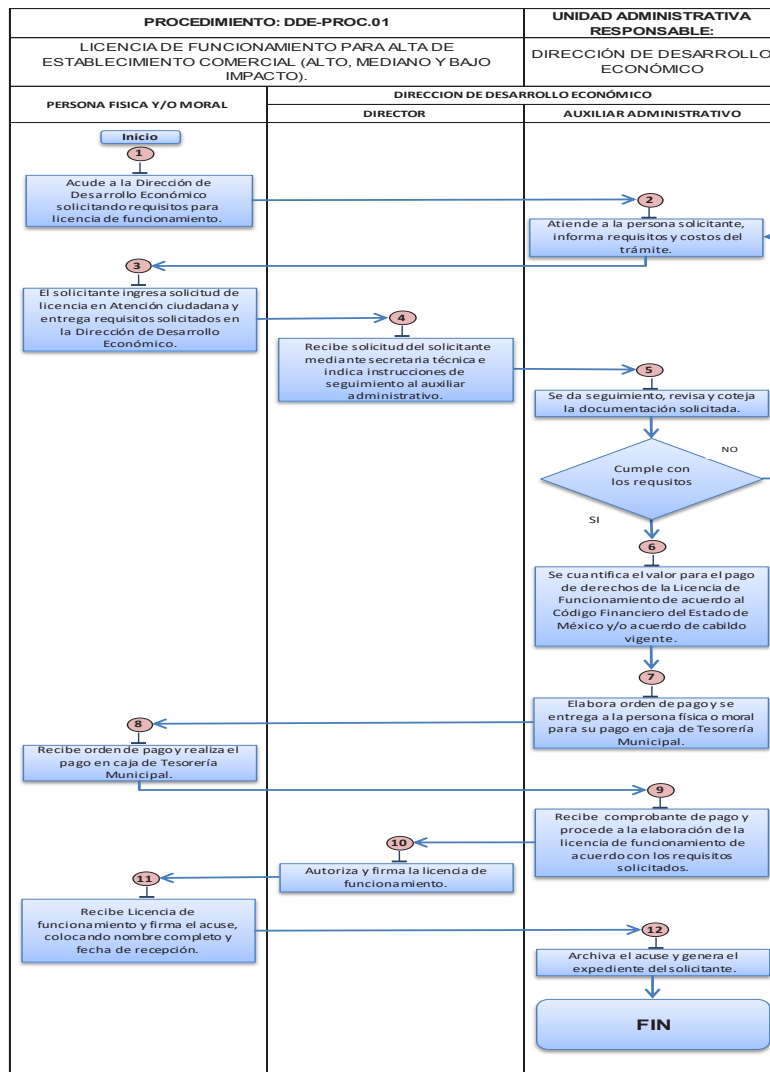 PROCEDIMIENTO: DDE-PROC.01
UNIDAD ADMINISTRATIVA
RESPONSABLE:
LICENCIA DE FUNCIONAMIENTO PARA ALTA DE
ESTABLECIMIENTO COMERCIAL (ALTO, MEDIANO Y BAJO
IMPACTO).
DIRECCIÓN DE DESARROLLO
ECONÓMICO
PERSONA FISICA Y/O MORAL
DIRECCION DE DESARROLLO ECONÓMICO
DIRECTOR
AUXILIAR ADMINISTRATIVO
Inicio
1
Acude a la Dirección de
Desarrollo Económico
solicitando requisitos para
licencia de funcionamiento.
2
Atiende a la persona solicitante,
informa requisitos y costos del
trámite.
3
El solicitante ingresa solicitud de
licencia en Atención ciudadana y
entrega requisitos solicitados en
la Dirección de Desarrollo
Económico.
4
Recibe solicitud del solicitante
mediante secretaria técnica e
indica instrucciones de
seguimiento al auxiliar
administrativo.
5
Se da seguimiento, revisa y coteja
la documentación solicitada.
Cumple con
los requsitos
NO
SI
6
Se cuantifica el valor para el pago
de derechos de la Licencia de
Funcionamiento de acuerdo al
Código Financiero del Estado de
México y/o acuerdo de cabildo
vigente.
7
Elabora orden de pago y se
entrega a la persona física o moral
para su pago en caja de Tesorería
Municipal.
8
Recibe orden de pago y realiza el
pago en caja de Tesorería
Municipal.
9
Recibe comprobante de pago y
procede a la elaboración de la
licencia de funcionamiento de
acuerdo con los requisitos
solicitados.
10
Autoriza y firma la licencia de
funcionamiento.
11
Recibe Licencia de
funcionamiento y firma el acuse,
colocando nombre completo y
fecha de recepción.
12
Archiva el acuse y genera el
expediente del solicitante.
FIN